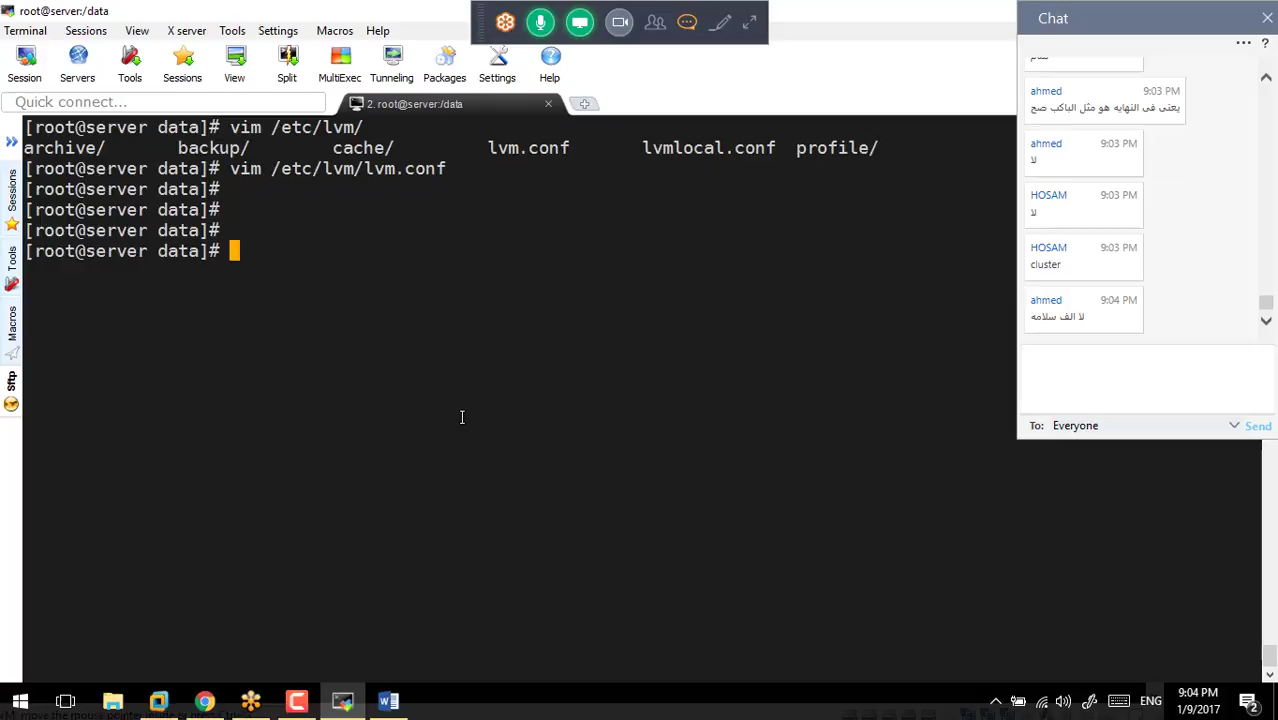 root@server:/data
Terminal Sessions View X server Tools Settings Macros Help
Session Servers Tools Sessions View Split MultiExec Tunneling Packages Settings Help
Quick connect...
2. root@server:/data
[root@server data]# vim /etc/lvm/
archive/ backup/ cache/ lvm.conf lvmlocal.conf profile/
[root@server data]# vim /etc/lvm/lvm.conf
[root@server data]#
[root@server data]#
[root@server data]#
[root@server data]#
Sessions
Tools
Macros
Sftp
Chat
?
ahmed 9:03 PM
يعنى فى النهايه هو مثل الباكب صح
ahmed 9:03 PM
لا
HOSAM 9:03 PM
لا
HOSAM 9:03 PM
cluster
ahmed 9:04 PM
لا الف سلامه
To: Everyone Send
ENG
9:04 PM
1/9/2017
2